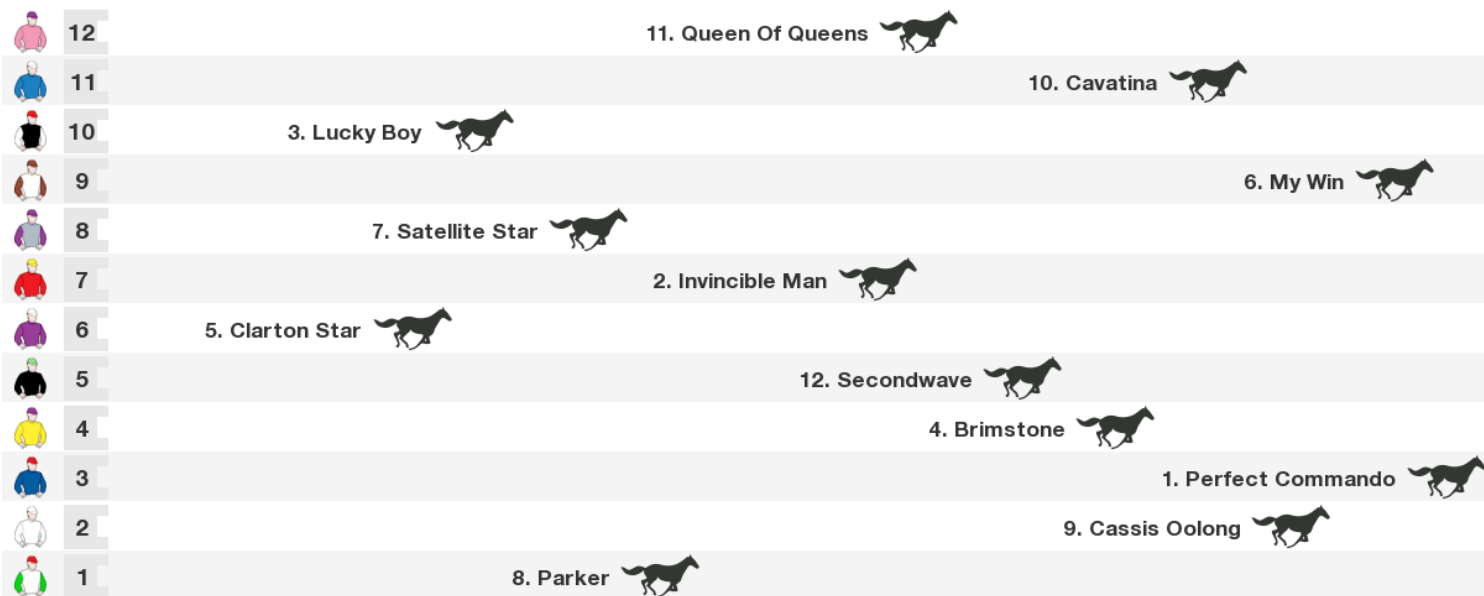 12 11. Queen Of Queens
11 10. Cavatina
10 3. Lucky Boy
9 6. My Win
8 7. Satellite Star
7 2. Invincible Man
6 5. Clarton Star
5 12. Secondwave
4 4. Brimstone
3 1. Perfect Commando
2 9. Cassis Oolong
1 8. Parker